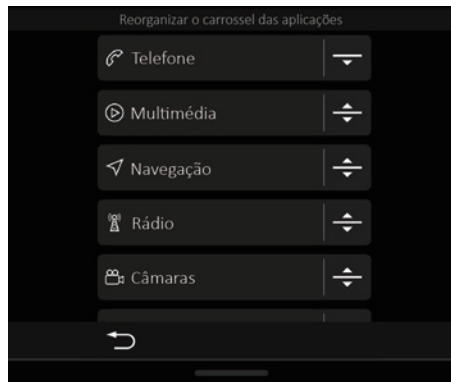 Reorganizar o carrossel das aplicações
Telefone
Multimédia
Navegação
Rádio
Câmaras